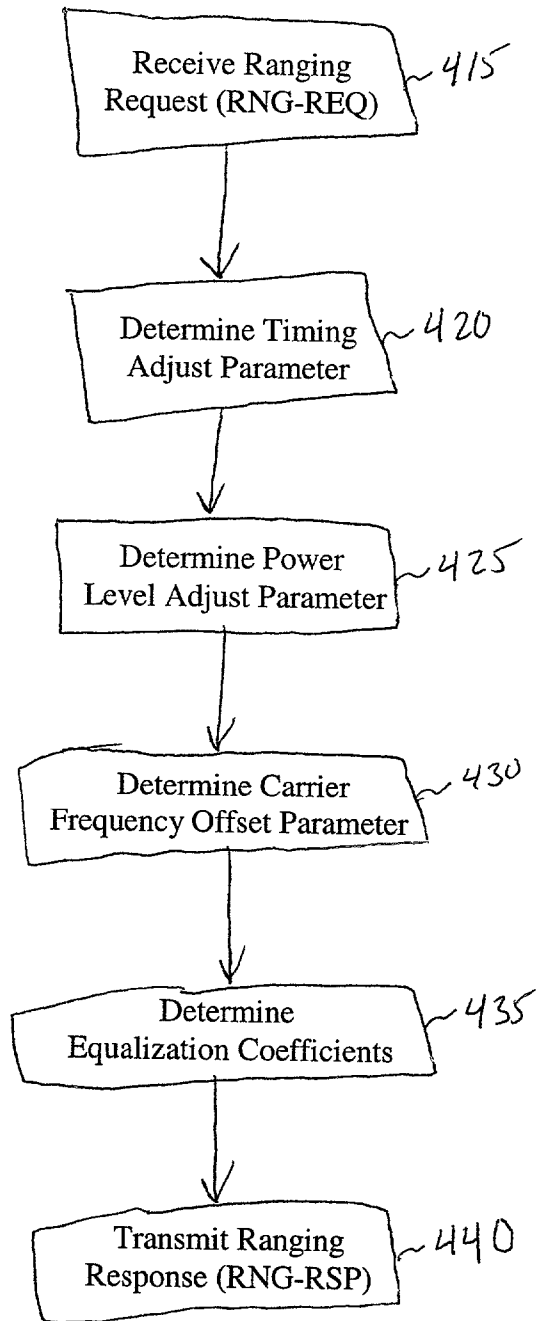 Receive Ranging
Request (RNG-REQ)
415
Determine Timing
Adjust Parameter
420
Determine Power
Level Adjust Parameter
425
Determine Carrier
Frequency Offset Parameter
430
Determine
Equalization Coefficients
435
Transmit Ranging
Response (RNG-RSP)
440